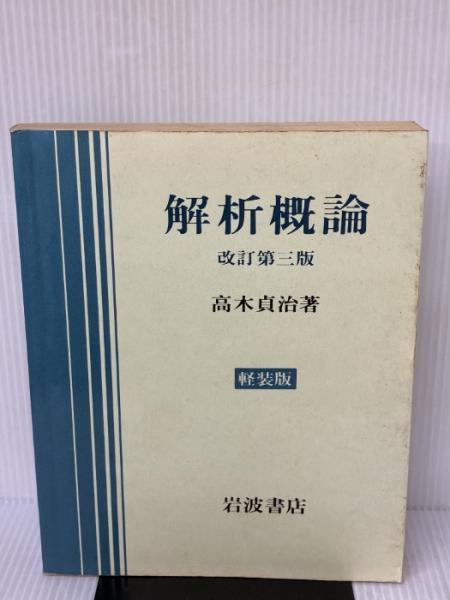 解析概論
改訂第三版
高木貞治著
軽装版
岩波書店